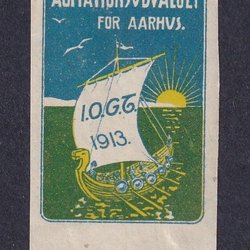 AGITATIONSUDVALGET
FOR AARHUS.
I.O.G.T.
1913.